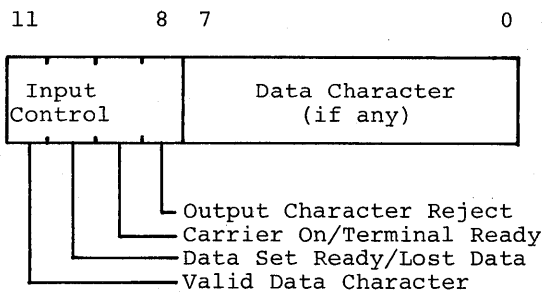 11 8 7 0
Input Data Character
Control (if any)
Output Character Reject
Carrier On/Terminal Ready
Data Set Ready/Lost Data
Valid Data Character